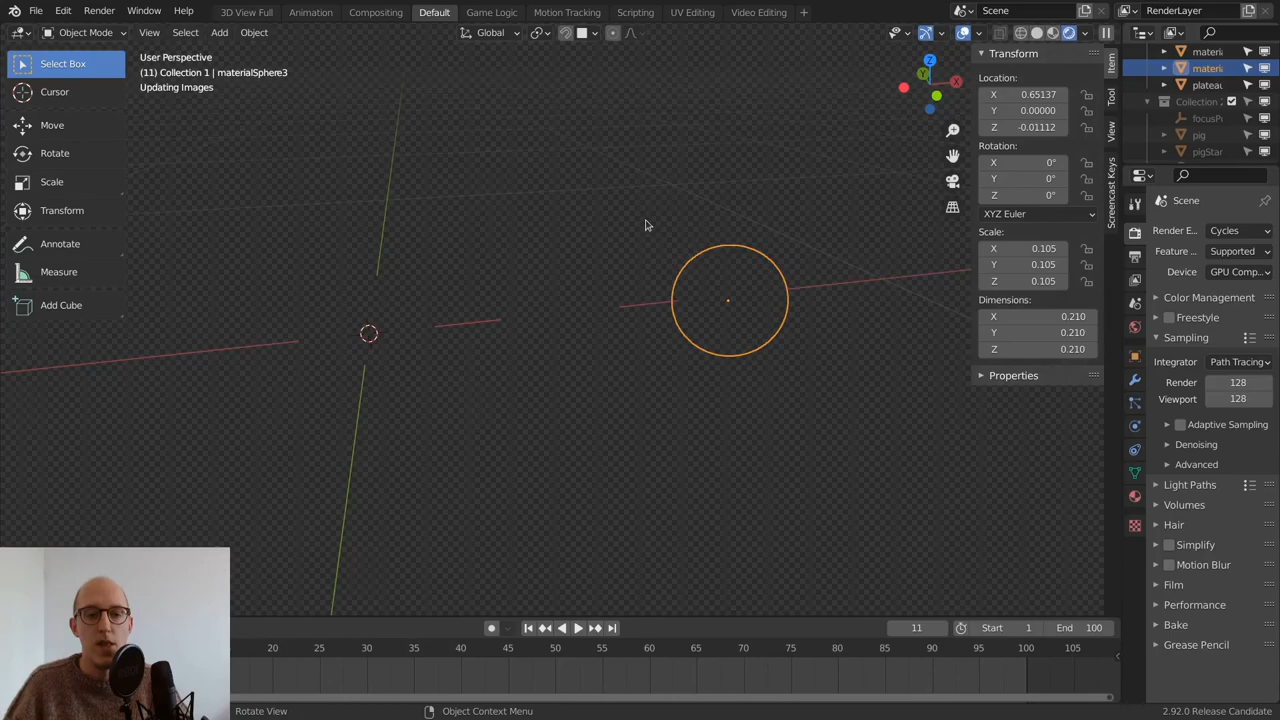 File Edit Render Window Help 3D View Full Animation Compositing Default Game Logic Motion Tracking Scripting UV Editing Video Editing Scene RenderLayer
Object Mode View Select Add Object Global
Select Box
Cursor
Move
Rotate
Scale
Transform
Annotate
Measure
Add Cube
User Perspective
(11) Collection 1 | materialSphere3
Updating Images
Z
Y
X
Transform
Location:
X 0.65137
Y 0.00000
Z -0.01112
Rotation:
X 0°
Y 0°
Z 0°
XYZ Euler
Scale:
X 0.105
Y 0.105
Z 0.105
Dimensions:
X 0.210
Y 0.210
Z 0.210
Properties
Item
Tool
View
Screencast Keys
materi
materi
plateau
Collection
focusP
pig
pigStar
Scene
Render E... Cycles
Feature ... Supported
Device GPU Comp...
Color Management
Freestyle
Sampling
Integrator Path Tracing
Render 128
Viewport 128
Adaptive Sampling
Denoising
Advanced
Light Paths
Volumes
Hair
Simplify
Motion Blur
Film
Performance
Bake
Grease Pencil
11 Start 1 End 100
20 25 30 35 40 45 50 55 60 65 70 75 80 85 90 95 100 105
Rotate View Object Context Menu 2.92.0 Release Candidate